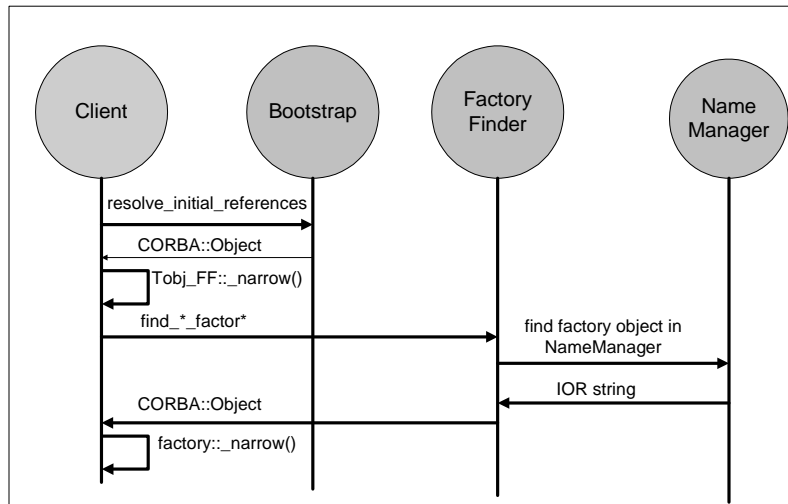 Client
Bootstrap
Factory
Finder
Name
Manager
resolve_initial_references
CORBA::Object
Tobj_FF::_narrow()
find_*_factor*
find factory object in
NameManager
IOR string
CORBA::Object
factory::_narrow()